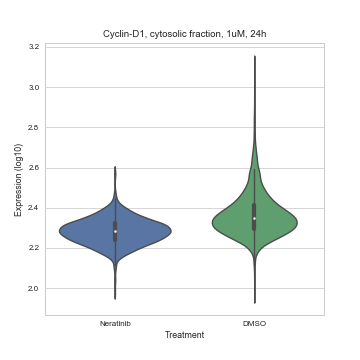 Cyclin-D1, cytosolic fraction, 1uM, 24h
3.2
3.0
2.8
2.6
2.4
2.2
2.0
Expression (log10)
Neratinib DMSO
Treatment